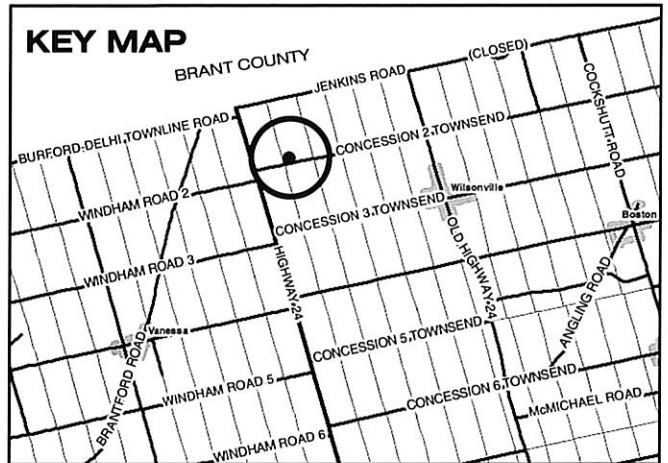 KEY MAP
BRANT COUNTY
(CLOSED)
JENKINS ROAD
COCKSHUTT ROAD
BURFORD-DELHI TOWNLINE ROAD
CONCESSION 2 TOWNSEND
WINDHAM ROAD 2
Wilsonville
CONCESSION 3 TOWNSEND
Boston
WINDHAM ROAD 3
HIGHWAY 24
OLD HIGHWAY 24
ANGLING ROAD
Vanessa
BRANTFORD ROAD
CONCESSION 5 TOWNSEND
WINDHAM ROAD 5
CONCESSION 6 TOWNSEND
McMICHAEL ROAD
WINDHAM ROAD 6